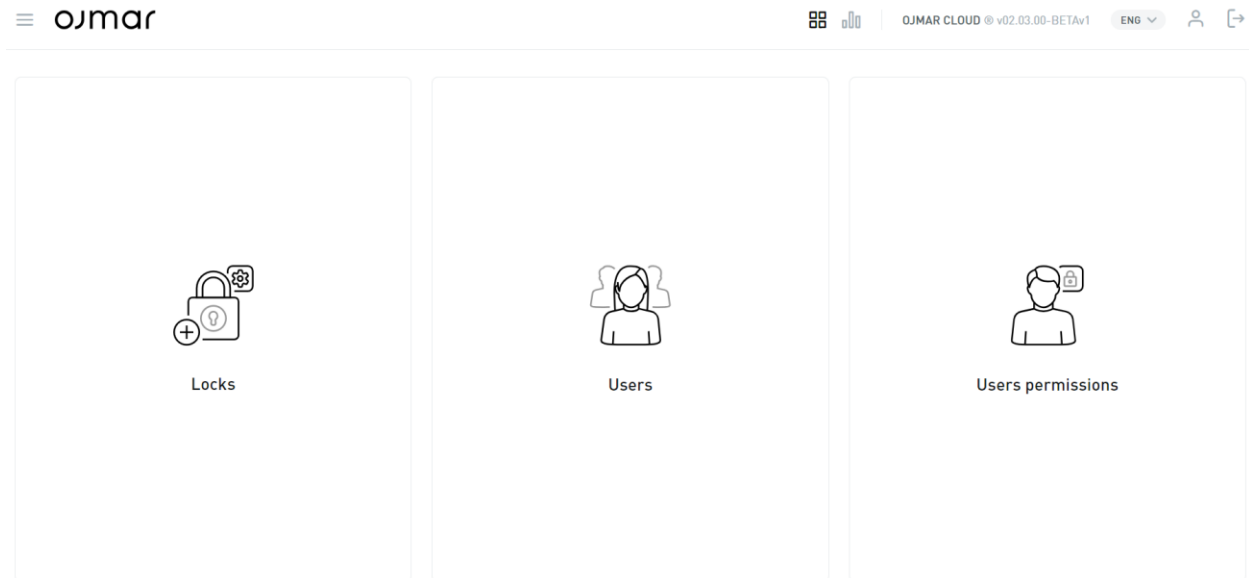 ojmar
OJMAR CLOUD ® v02.03.00-BETAv1
ENG
Locks
Users
Users permissions